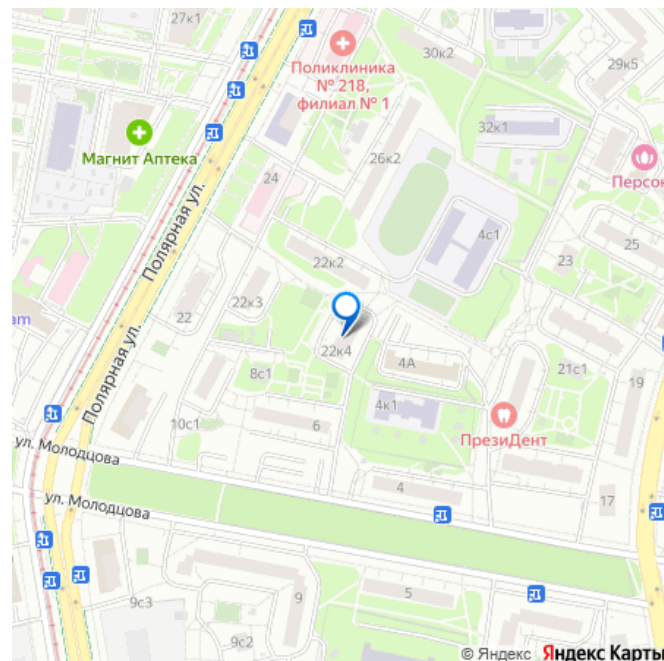 27к1
30к2
29к5
Поликлиника
№ 218,
филиал № 1
Магнит Аптека
32к1
26к2
Персон
24
Полярная ул.
4с1
25
22к2
23
22к3
22
am
22к4
Полярная ул.
8с1
4А
21с1
19
4к1
10с1
6
ПрезиДент
ул. Молодцова
4
17
ул. Молодцова
9с3
9
5
9с2
© Яндекс Яндекс Карты